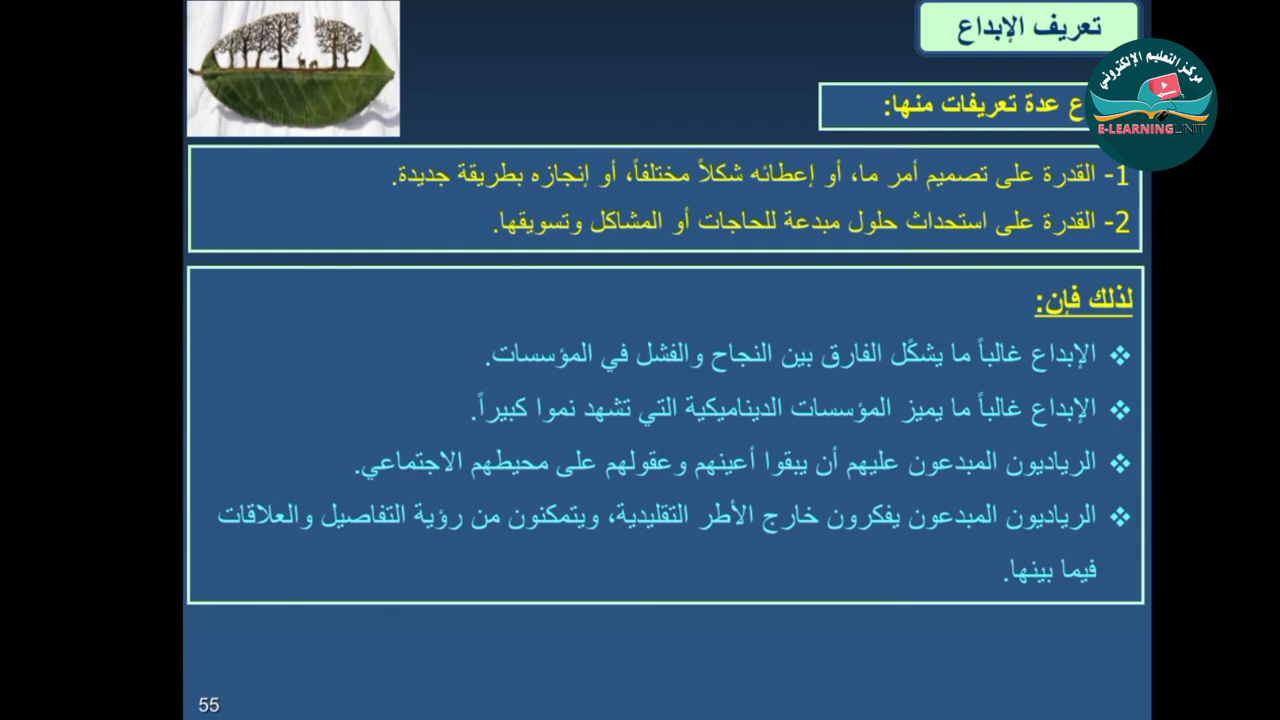 تعريف الإبداع
مركز التعليم الإلكتروني
E-LEARNING UNIT
ع عدة تعريفات منها:
1- القدرة على تصميم أمر ما، أو إعطائه شكلاً مختلفاً، أو إنجازه بطريقة جديدة.
2- القدرة على استحداث حلول مبدعة للحاجات أو المشاكل وتسويقها.
لذلك فإن:
❖ الإبداع غالباً ما يشكّل الفارق بين النجاح والفشل في المؤسسات.
❖ الإبداع غالباً ما يميز المؤسسات الديناميكية التي تشهد نموا كبيراً.
❖ الرياديون المبدعون عليهم أن يبقوا أعينهم وعقولهم على محيطهم الاجتماعي.
❖ الرياديون المبدعون يفكرون خارج الأطر التقليدية، ويتمكنون من رؤية التفاصيل والعلاقات
فيما بينها.
55